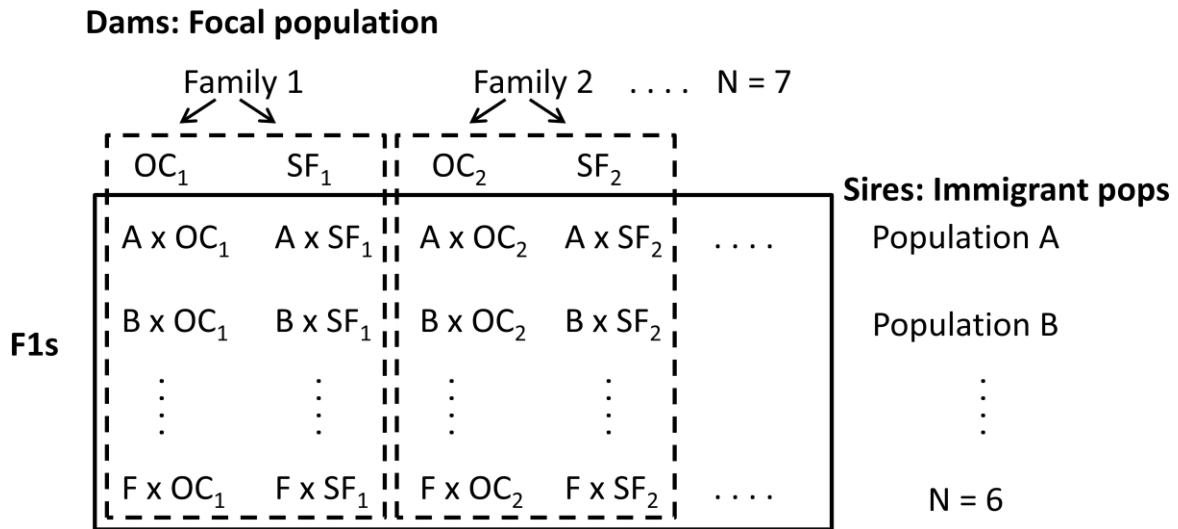 Dams: Focal population
Family 1 Family 2 . . . . N = 7
OC₁ SF₁ OC₂ SF₂
Sires: Immigrant pops
A x OC₁ A x SF₁ A x OC₂ A x SF₂ . . . . Population A
B x OC₁ B x SF₁ B x OC₂ B x SF₂ Population B
F1s
F x OC₁ F x SF₁ F x OC₂ F x SF₂ . . . . N = 6